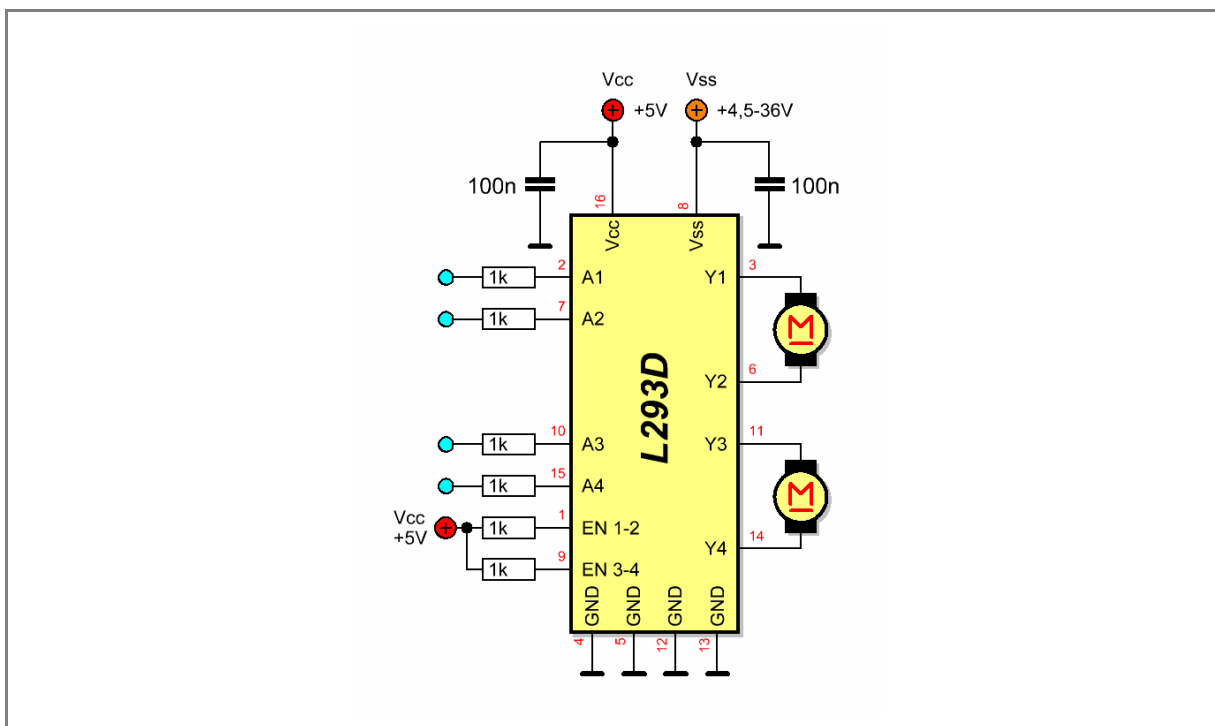 Vcc Vss
+5V +4,5-36V
100n 100n
16 8
Vcc Vss
2 3
1k A1 Y1
7
1k A2
M
6
Y2
L293D
10 11
1k A3 Y3
15
1k A4
M
Vcc
+5V
1
1k EN 1-2
14
Y4
9
1k EN 3-4
GND GND GND GND
4 5 12 13